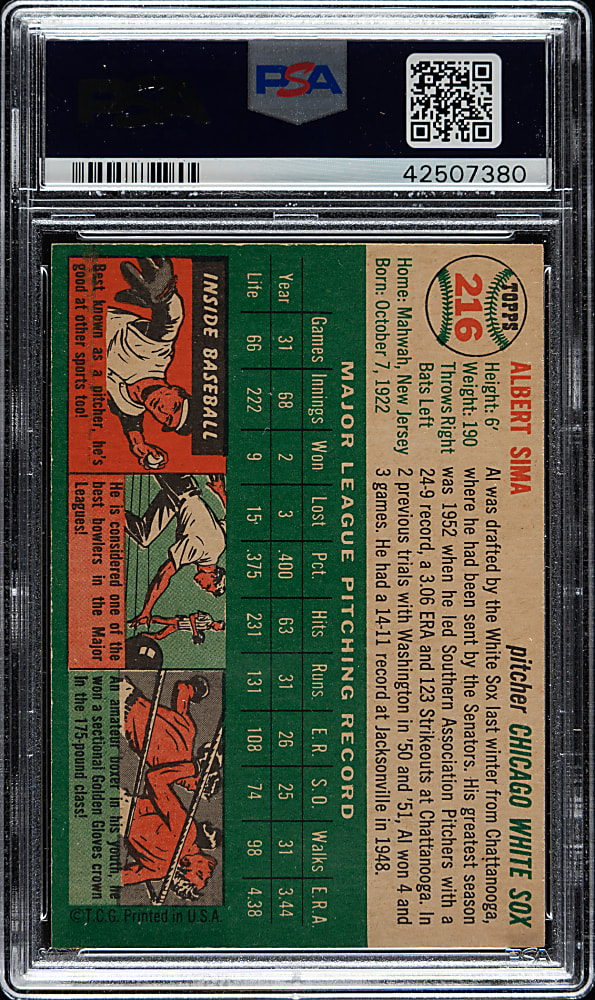 PSA
42507380
TOPPS
216
ALBERT SIMA
pitcher CHICAGO WHITE SOX
Height: 6'
Weight: 190
Throws Right
Bats Left
Home: Mahwah, New Jersey
Born: October 7, 1922
Al was drafted by the White Sox last winter from Chattanooga,
where he had been sent by the Senators. His greatest season
was 1952 when he led Southern Association Pitchers with a
24-9 record, a 3.06 ERA and 123 Strikeouts at Chattanooga. In
2 previous trials with Washington in '50 and '51, Al won 4 and
3 games. He had a 14-11 record at Jacksonville in 1948.
MAJOR LEAGUE PITCHING RECORD
Games Innings Won Lost Pct. Hits Runs E.R. S.O. Walks E.R.A.
Year 31 68 2 3 .400 63 31 26 25 31 3.44
Life 66 222 9 15 .375 231 131 108 74 98 4.38
INSIDE BASEBALL
Best known as a pitcher, he's
good at other sports too!
He is considered one of the
best bowlers in the Major
Leagues!
An amateur boxer in his youth, he
won a sectional Golden Gloves crown
in the 175-pound class!
© T.C.G. Printed in U.S.A.
PSA